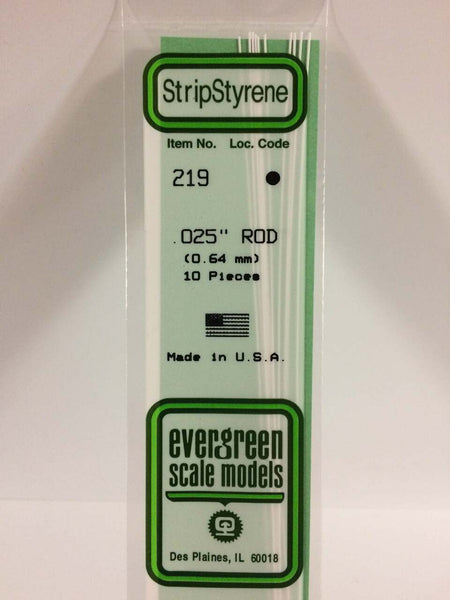 StripStyrene
Item No. Loc. Code
219
.025" ROD
(0.64 mm)
10 Pieces
Made in U.S.A.
evergreen
scale models
Des Plaines, IL 60018